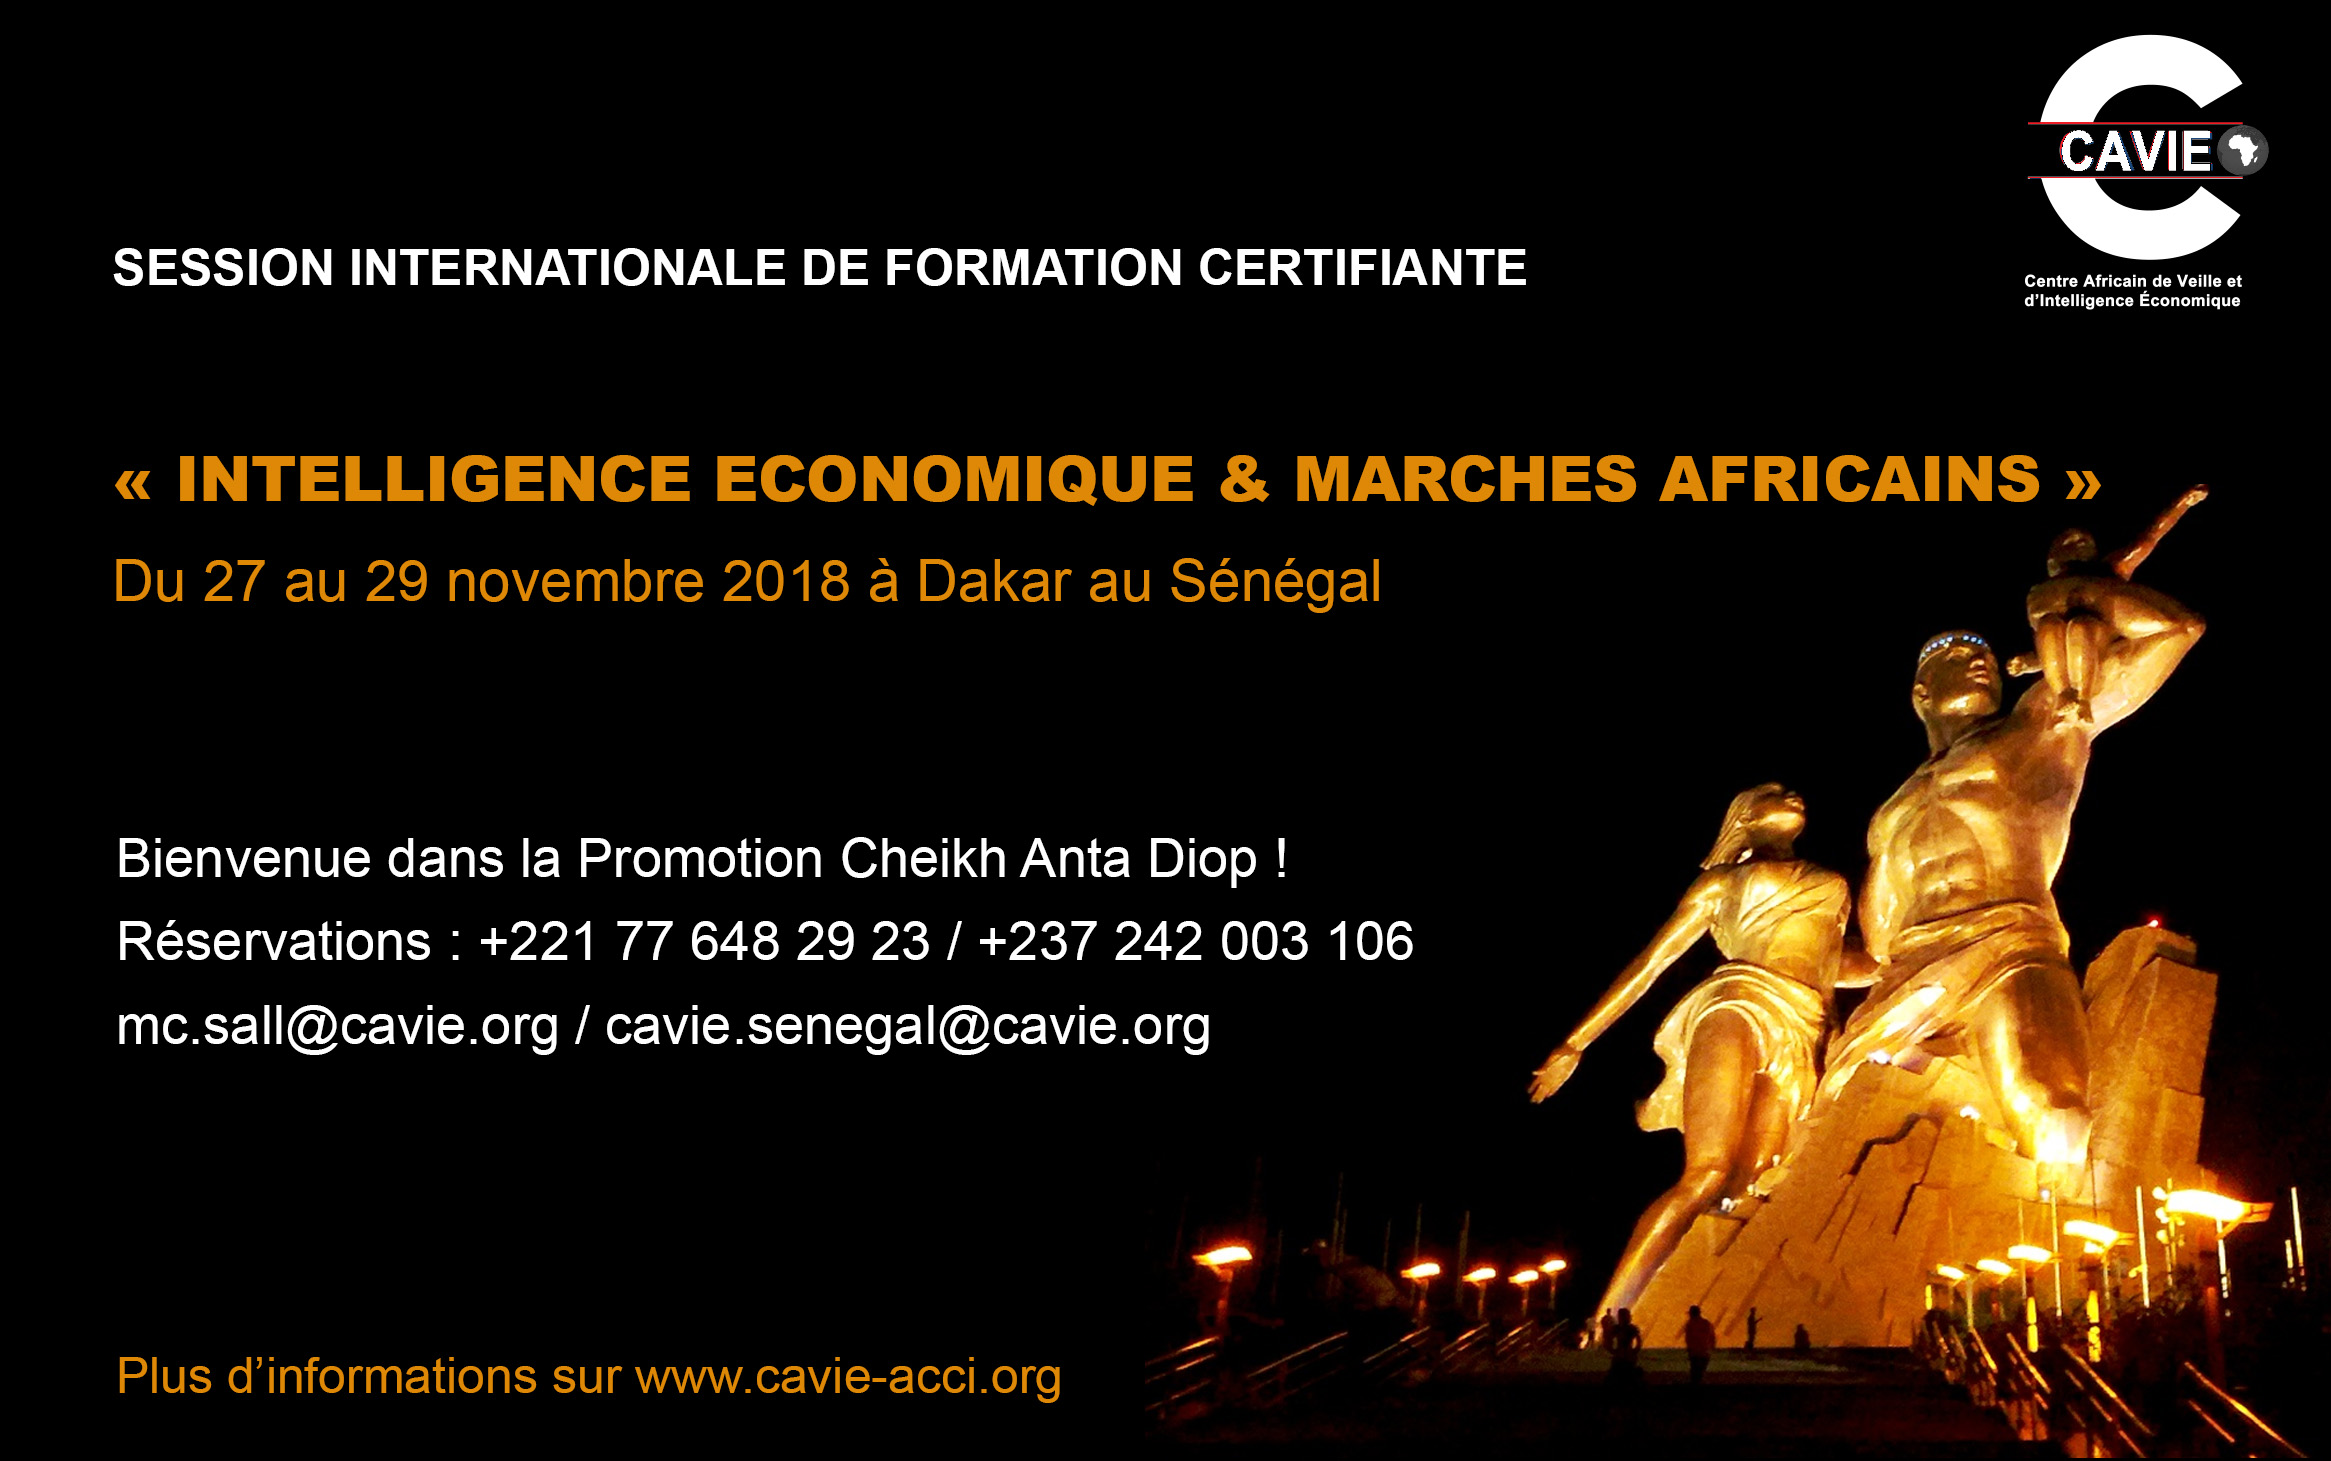 CAVIE
Centre Africain de Veille et
d’Intelligence Économique
SESSION INTERNATIONALE DE FORMATION CERTIFIANTE
« INTELLIGENCE ECONOMIQUE & MARCHES AFRICAINS »
Du 27 au 29 novembre 2018 à Dakar au Sénégal
Bienvenue dans la Promotion Cheikh Anta Diop !
Réservations : +221 77 648 29 23 / +237 242 003 106
mc.sall@cavie.org / cavie.senegal@cavie.org
Plus d’informations sur www.cavie-acci.org